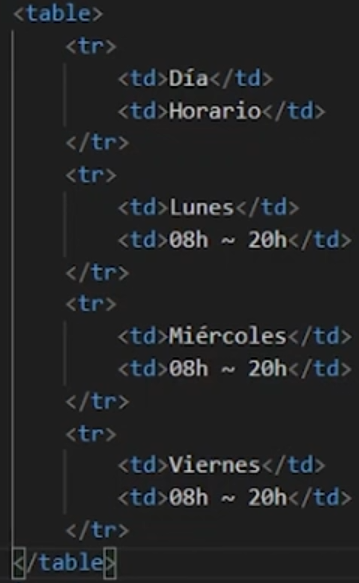 <table>
<tr>
<td>Día</td>
<td>Horario</td>
</tr>
<tr>
<td>Lunes</td>
<td>08h ~ 20h</td>
</tr>
<tr>
<td>Miércoles</td>
<td>08h ~ 20h</td>
</tr>
<tr>
<td>Viernes</td>
<td>08h ~ 20h</td>
</tr>
</table>